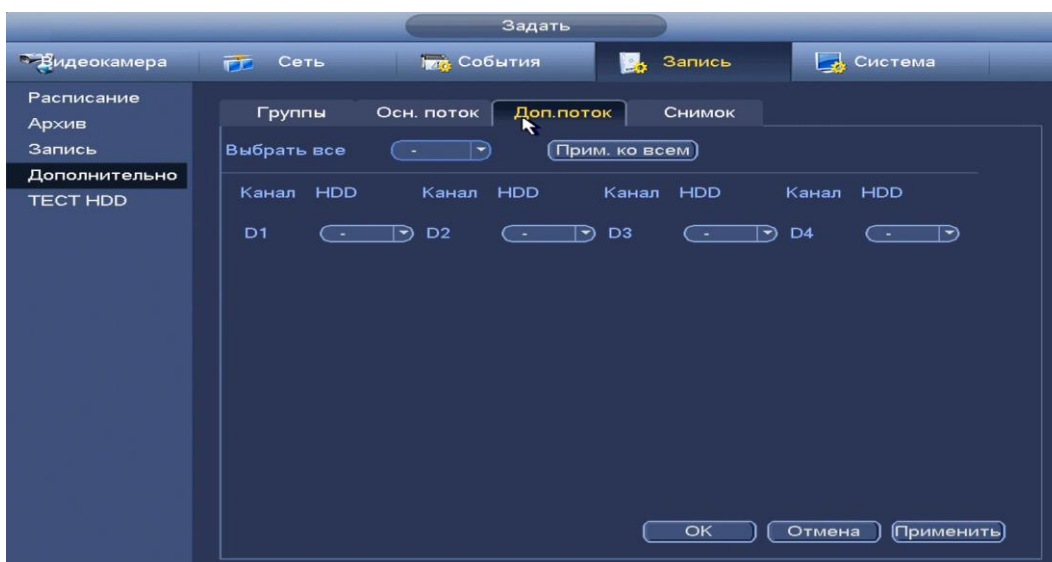 Задать
Видеокамера Сеть События Запись Система
Расписание
Архив
Запись
Дополнительно
ТЕСТ HDD
Группы Осн. поток Доп.поток Снимок
Выбрать все - Прим. ко всем
Канал HDD Канал HDD Канал HDD Канал HDD
D1 - D2 - D3 - D4 -
OK Отмена Применить